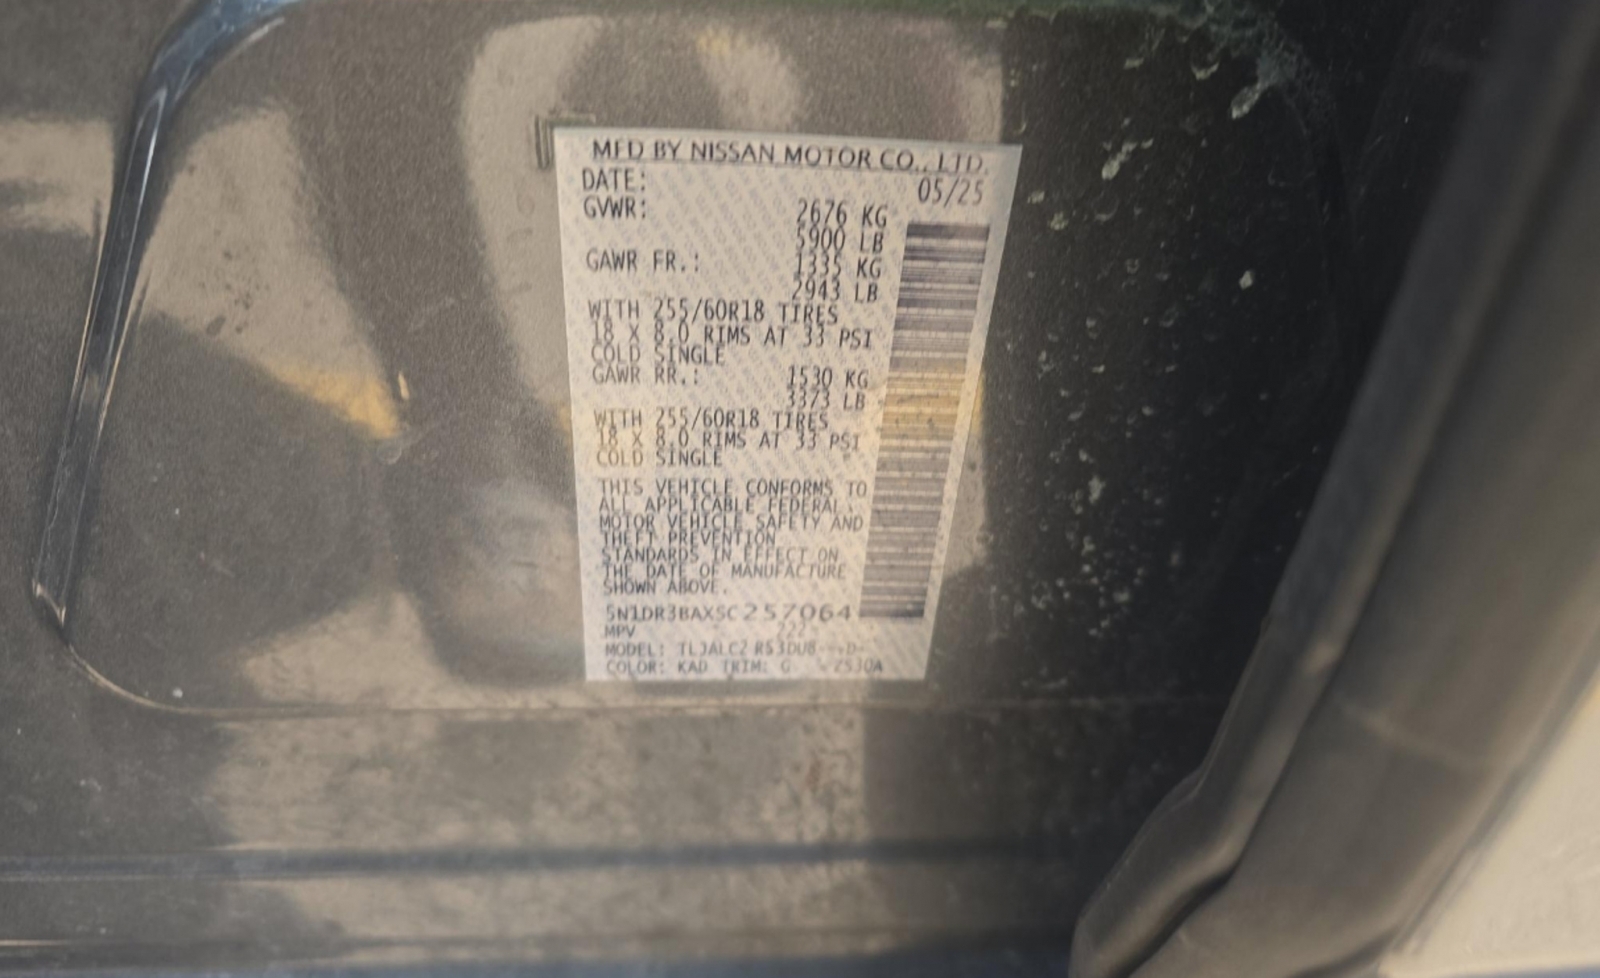 MFD BY NISSAN MOTOR CO., LTD.
DATE: 05/25
GVWR: 2676 KG
5900 LB
GAWR FR.: 1335 KG
2943 LB
WITH 255/60R18 TIRES
18 X 8.0 RIMS AT 33 PSI
COLD SINGLE
GAWR RR.: 1530 KG
3373 LB
WITH 255/60R18 TIRES
18 X 8.0 RIMS AT 33 PSI
COLD SINGLE
THIS VEHICLE CONFORMS TO
ALL APPLICABLE FEDERAL
MOTOR VEHICLE SAFETY AND
THEFT PREVENTION
STANDARDS IN EFFECT ON
THE DATE OF MANUFACTURE
SHOWN ABOVE.
5N1DR3BAXSC257064
MPV
MODEL:
COLOR: KAD TRIM: G